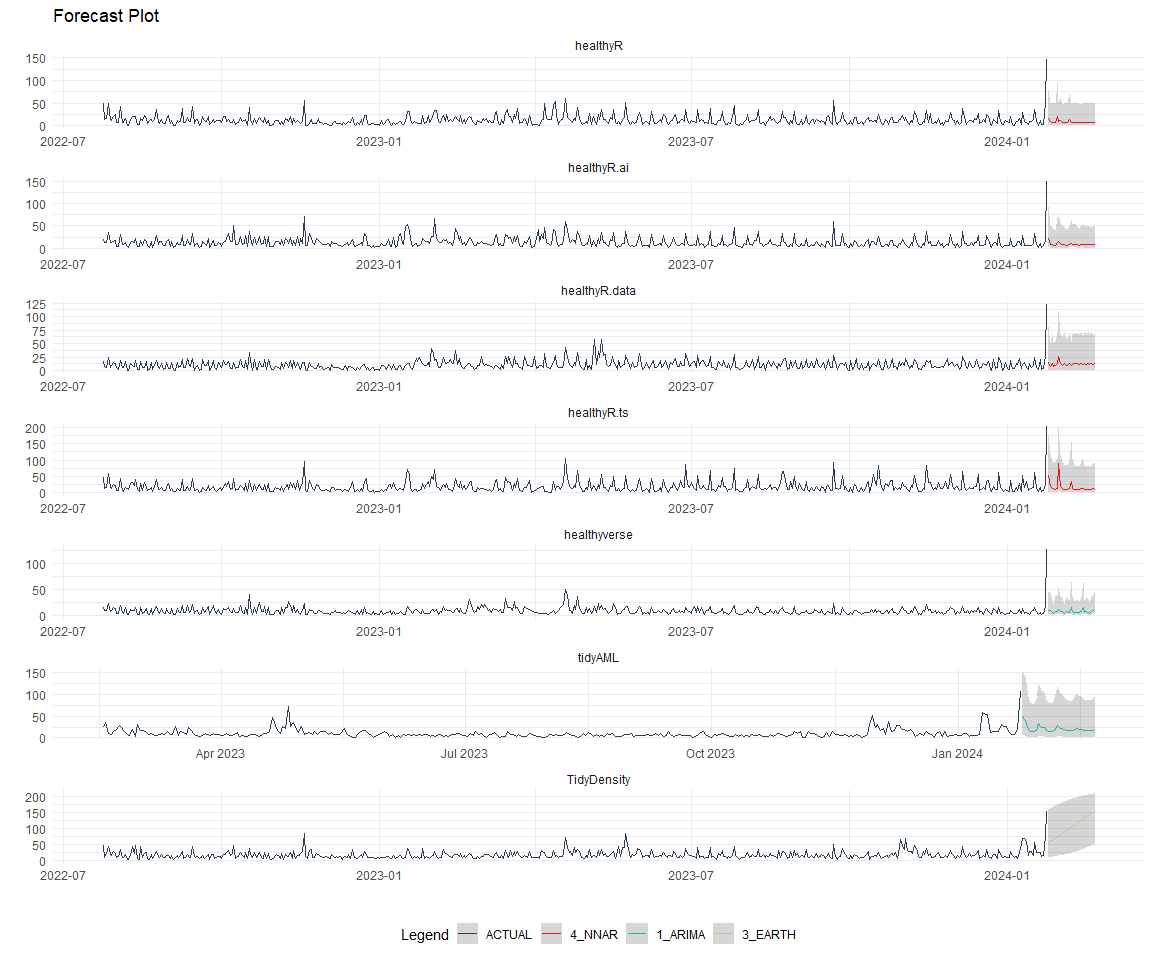 Forecast Plot
healthyR
150
100
50
0
2022-07 2023-01 2023-07 2024-01
healthyR.ai
150
100
50
0
2022-07 2023-01 2023-07 2024-01
healthyR.data
125
100
75
50
25
0
2022-07 2023-01 2023-07 2024-01
healthyR.ts
200
150
100
50
0
2022-07 2023-01 2023-07 2024-01
healthyverse
100
50
0
2022-07 2023-01 2023-07 2024-01
tidyAML
150
100
50
0
Apr 2023 Jul 2023 Oct 2023 Jan 2024
TidyDensity
200
150
100
50
0
2022-07 2023-01 2023-07 2024-01
Legend ACTUAL 4_NNAR 1_ARIMA 3_EARTH